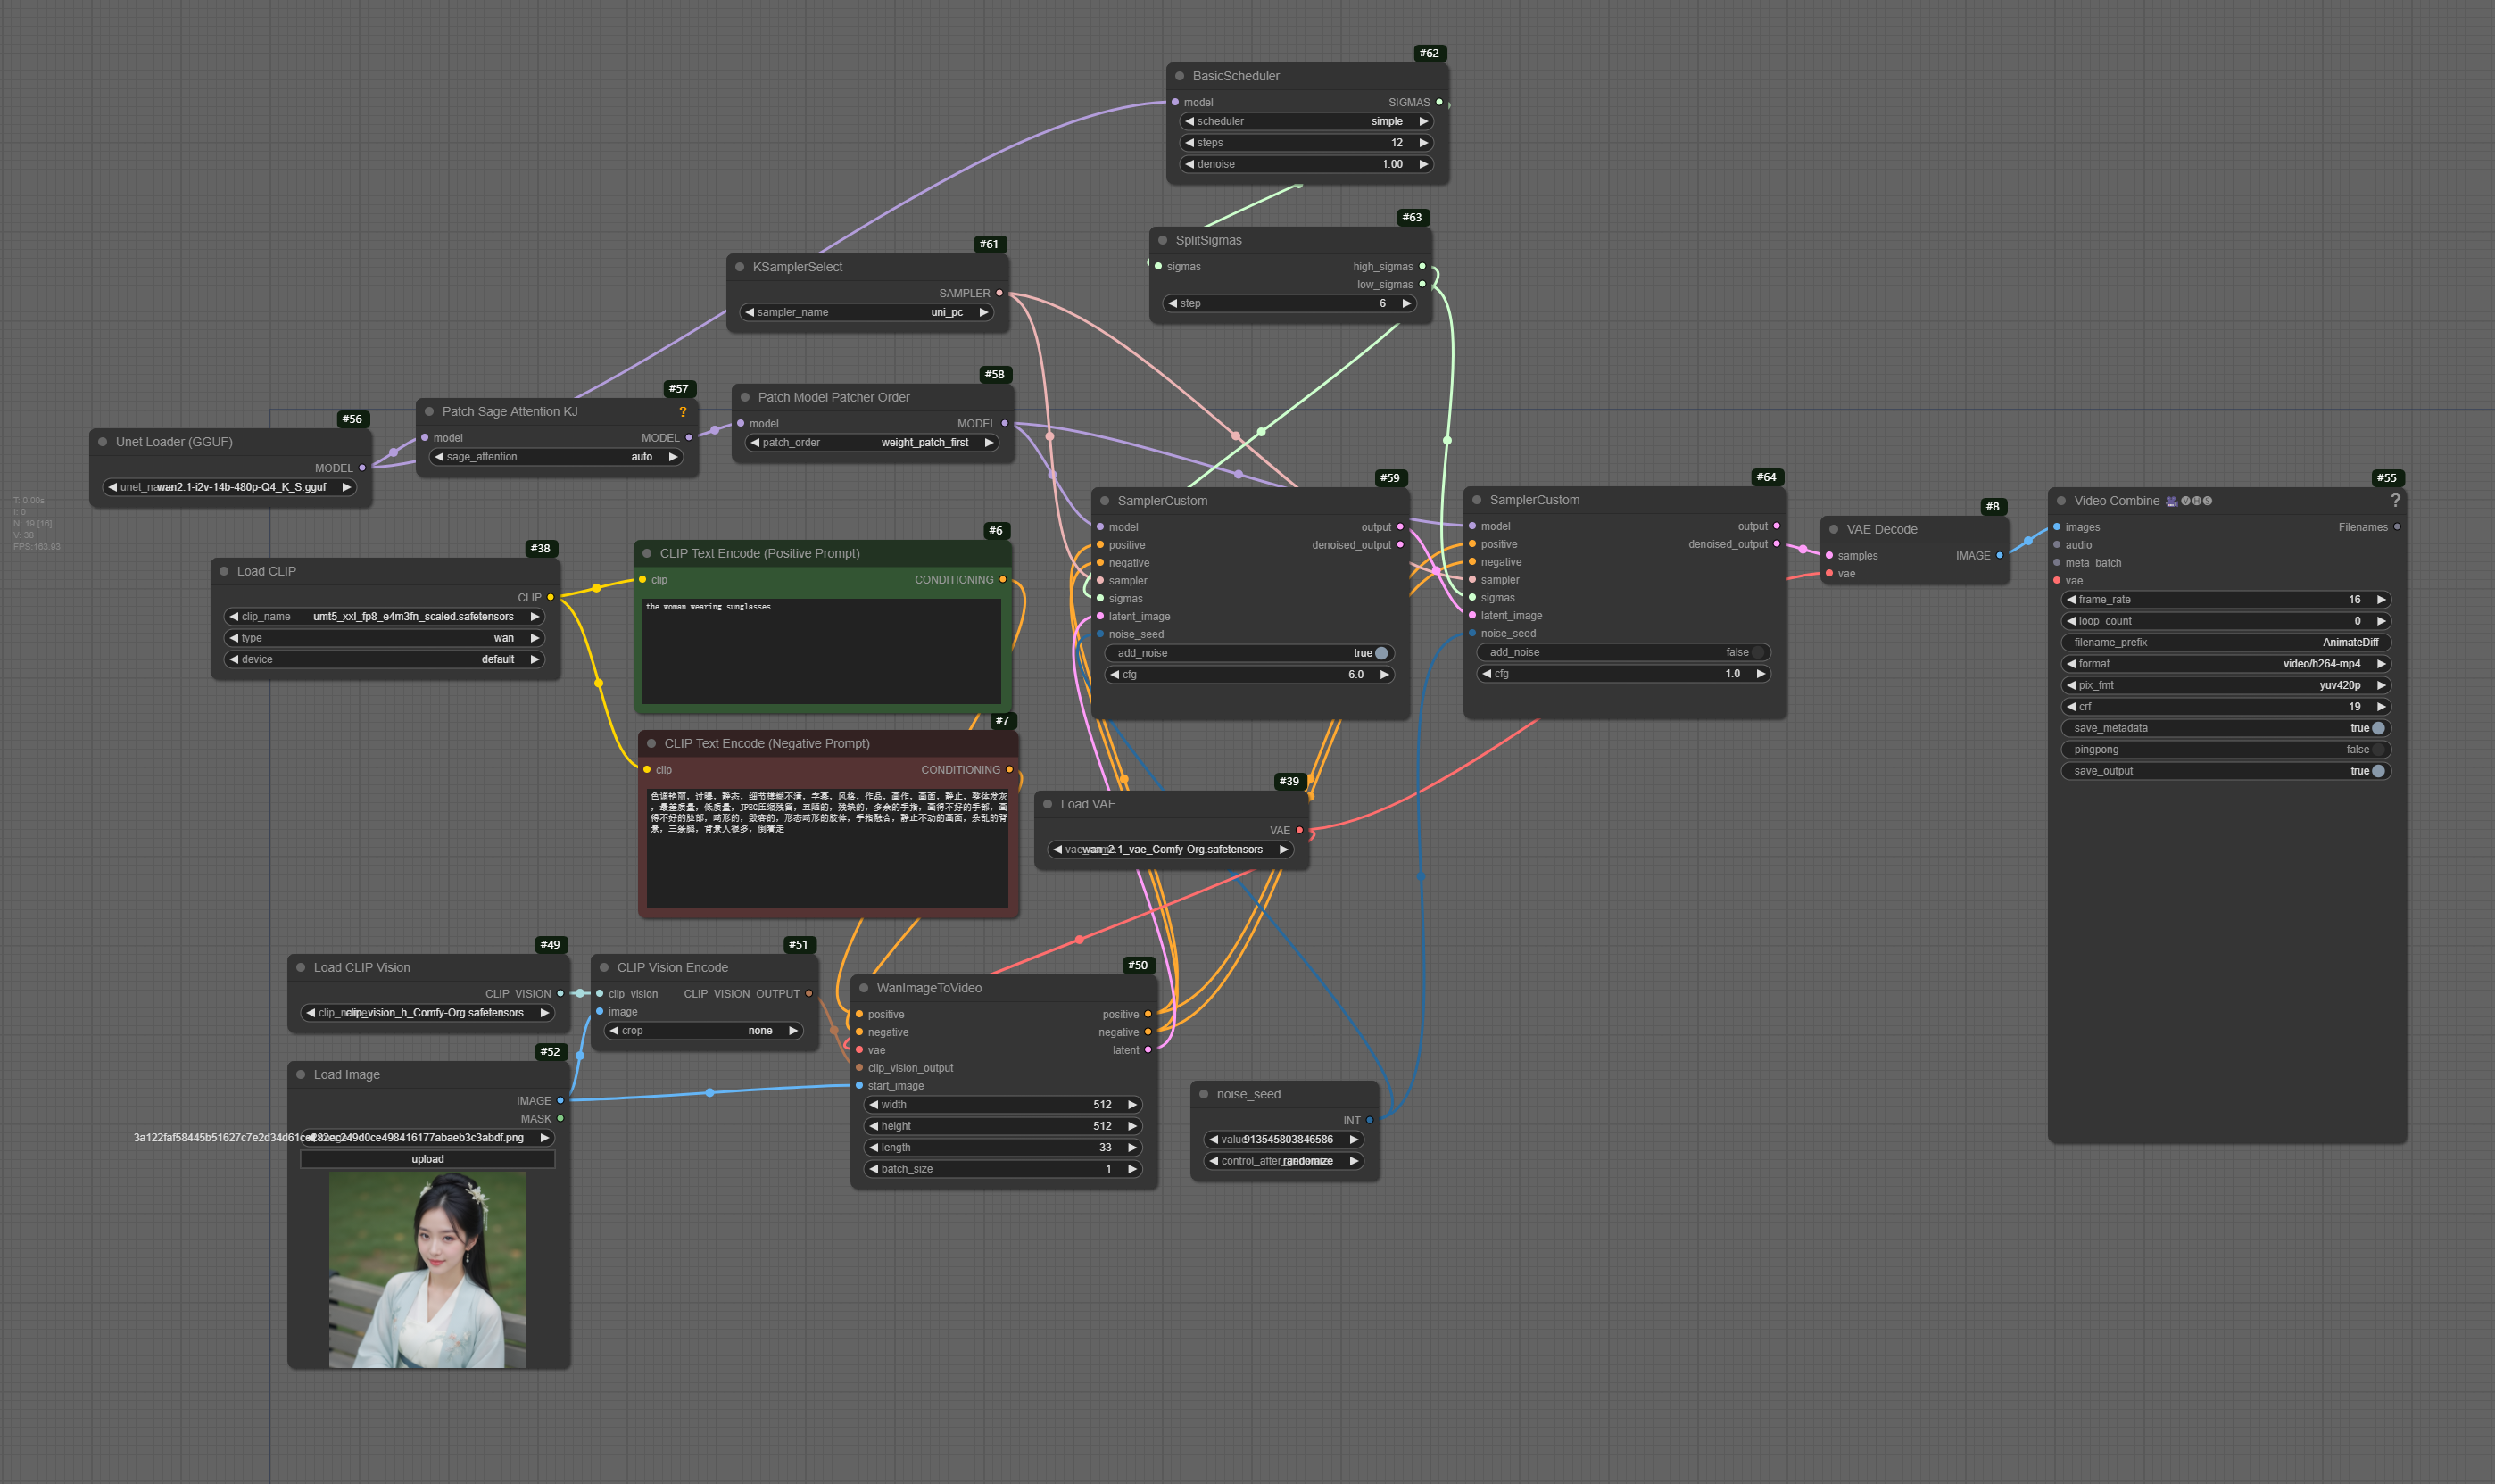 #62
BasicScheduler
model SIGMAS
scheduler simple
steps 12
denoise 1.00
#63
SplitSigmas
sigmas high_sigmas
low_sigmas
step 6
#61
KSamplerSelect
SAMPLER
sampler_name uni_pc
#58
Patch Model Patcher Order
model MODEL
patch_order weight_patch_first
#57
Patch Sage Attention KJ ?
model MODEL
sage_attention auto
#56
Unet Loader (GGUF)
MODEL
wan2.1-i2v-14b-480p-Q4_K_S.gguf
T: 0.00s
I: 0
N: 19 [16]
V: 38
FPS:163.93
#38
Load CLIP
CLIP
clip_name umt5_xxl_fp8_e4m3fn_scaled.safetensors
type wan
device default
#6
CLIP Text Encode (Positive Prompt)
clip CONDITIONING
the woman wearing sunglasses
#7
CLIP Text Encode (Negative Prompt)
clip CONDITIONING
色调艳丽，过曝，静态，细节模糊不清，字幕，风格，作品，画作，画面，静止，整体发灰
，最差质量，低质量，JPEG压缩残留，丑陋的，残缺的，多余的手指，画得不好的手部，画
得不好的脸部，畸形的，毁容的，形态畸形的肢体，手指融合，静止不动的画面，杂乱的背
景，三条腿，背景人很多，倒着走
#59
SamplerCustom
model output
positive denoised_output
negative
sampler
sigmas
latent_image
noise_seed
add_noise true
cfg 6.0
#64
SamplerCustom
model output
positive denoised_output
negative
sampler
sigmas
latent_image
noise_seed
add_noise false
cfg 1.0
#8
VAE Decode
samples IMAGE
vae
#55
Video Combine 🎥🅥🅗🅢 ?
images Filenames
audio
meta_batch
vae
frame_rate 16
loop_count 0
filename_prefix AnimateDiff
format video/h264-mp4
pix_fmt yuv420p
crf 19
save_metadata true
pingpong false
save_output true
#39
Load VAE
VAE
wan_2.1_vae_Comfy-Org.safetensors
#49
Load CLIP Vision
CLIP_VISION
clip_vision_h_Comfy-Org.safetensors
#51
CLIP Vision Encode
clip_vision CLIP_VISION_OUTPUT
image
crop none
#52
Load Image
IMAGE
MASK
upload
#50
WanImageToVideo
positive positive
negative negative
vae latent
clip_vision_output
start_image
width 512
height 512
length 33
batch_size 1
noise_seed
INT
value 913545803846586
randomize